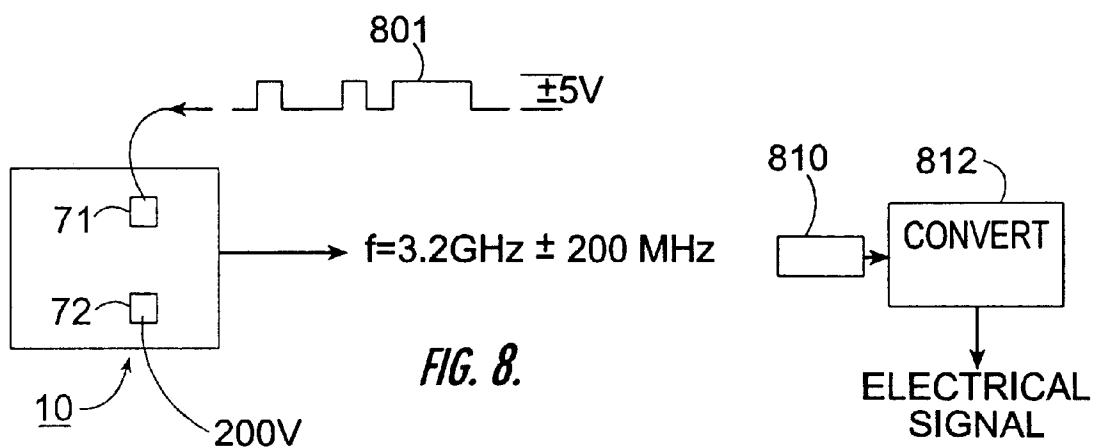 801
±5V
810
812
71
CONVERT
f=3.2GHz ± 200 MHz
72
FIG. 8.
10
200V
ELECTRICAL
SIGNAL